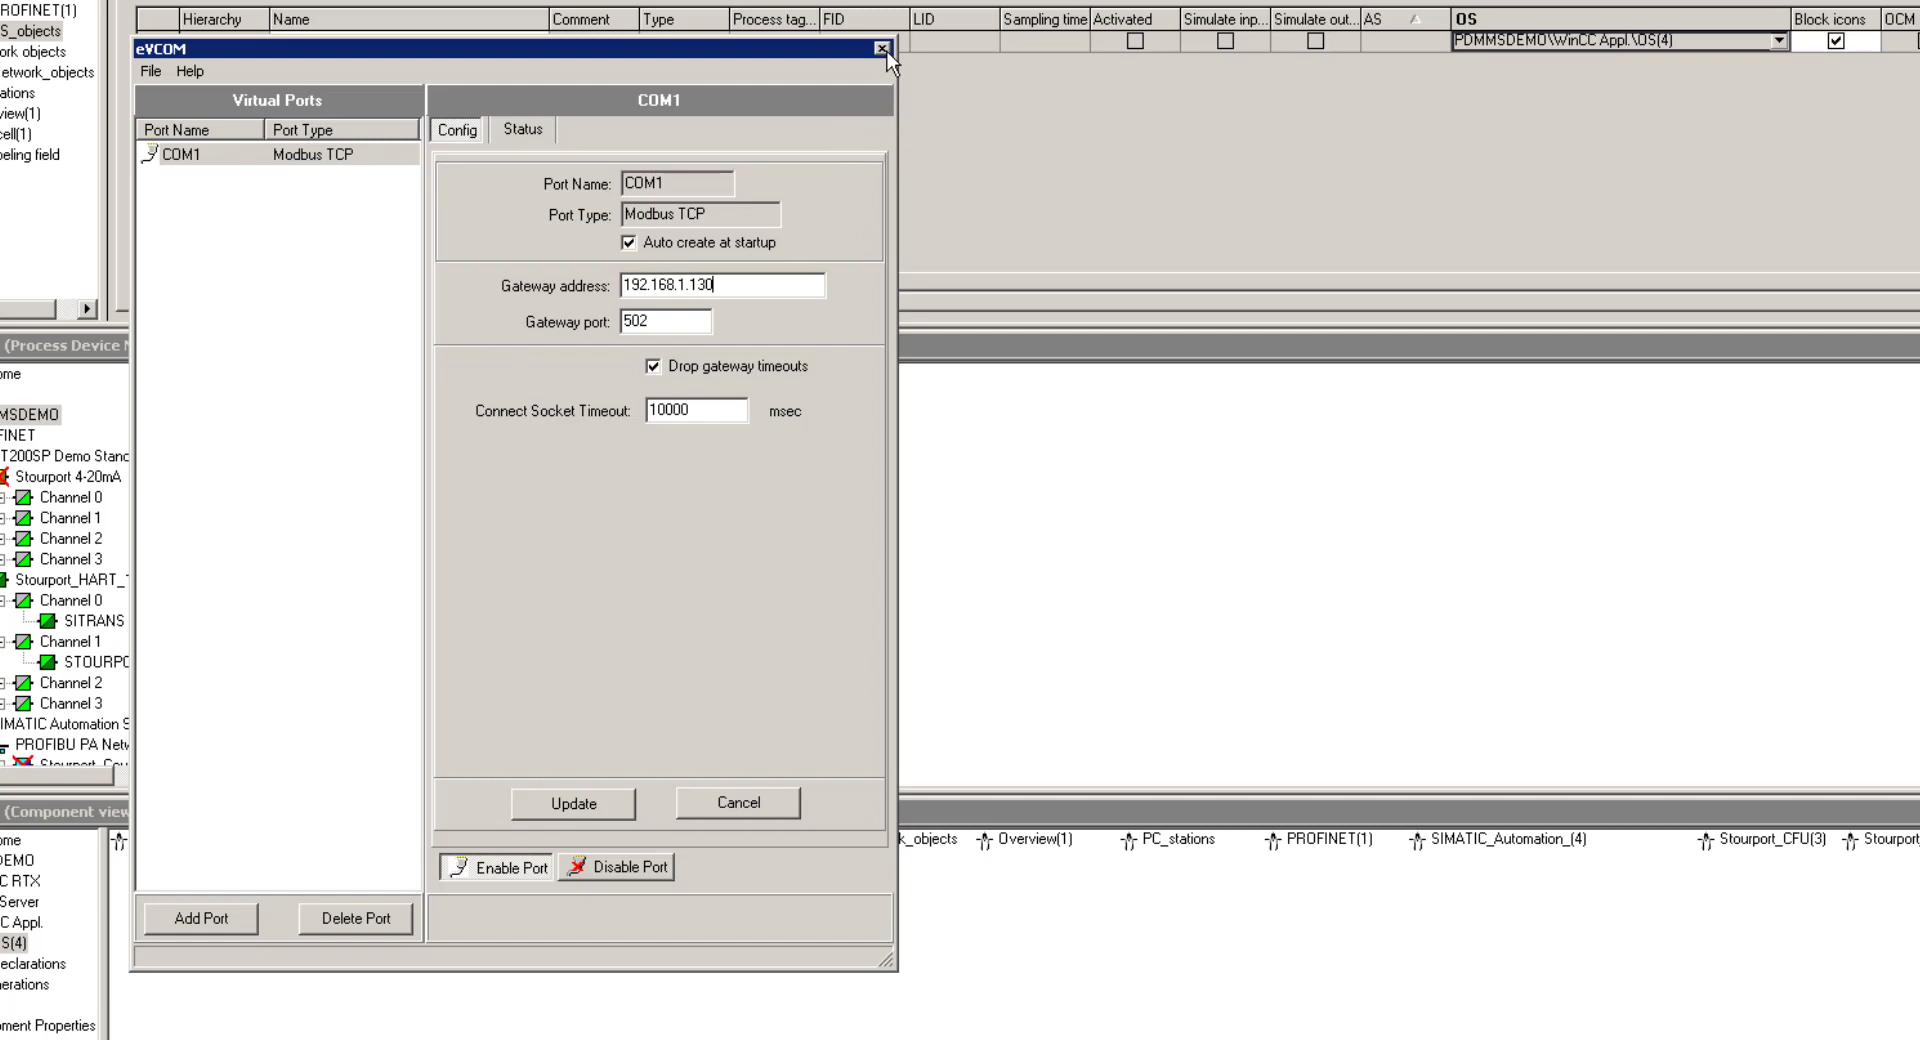 ROFINET(1)
S_objects
ork objects
etwork_objects
ations
view(1)
cell(1)
eling field
Hierarchy Name Comment Type Process tag... FID LID Sampling time Activated Simulate inp... Simulate out... AS OS Block icons OCM
PDMMSDEMO\WinCC Appl.\OS(4)
eVCOM
File Help
Virtual Ports
Port Name Port Type
COM1 Modbus TCP
COM1
Config Status
Port Name: COM1
Port Type: Modbus TCP
Auto create at startup
Gateway address: 192.168.1.130
Gateway port: 502
Drop gateway timeouts
Connect Socket Timeout: 10000 msec
Update Cancel
Enable Port Disable Port
Add Port Delete Port
(Process Device N
ome
MSDEMO
FINET
T200SP Demo Stand
Stourport 4-20mA
Channel 0
Channel 1
Channel 2
Channel 3
Stourport_HART_
Channel 0
SITRANS
Channel 1
STOURPO
Channel 2
Channel 3
IMATIC Automation S
PROFIBU PA Netw
Stourport_Cou
(Component view
ome
DEMO
C RTX
Server
C Appl.
S(4)
eclarations
erations
ment Properties
k_objects Overview(1) PC_stations PROFINET(1) SIMATIC_Automation_(4) Stourport_CFU(3) Stourport